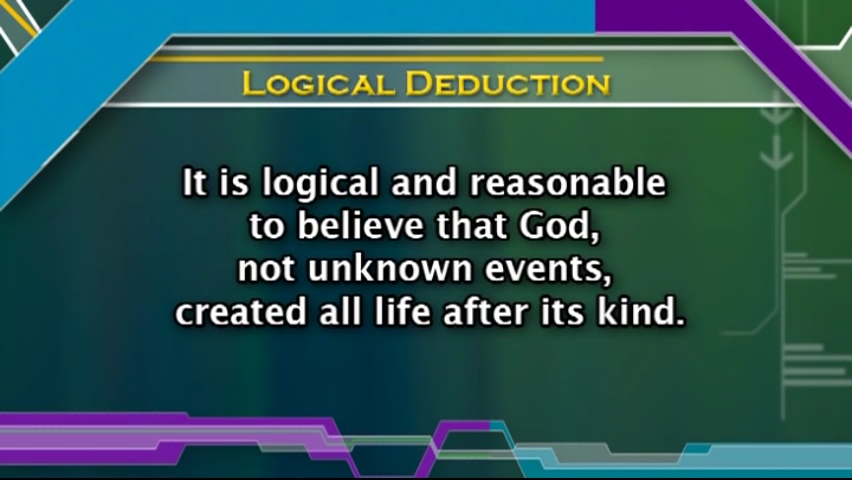 LOGICAL DEDUCTION
It is logical and reasonable
to believe that God,
not unknown events,
created all life after its kind.